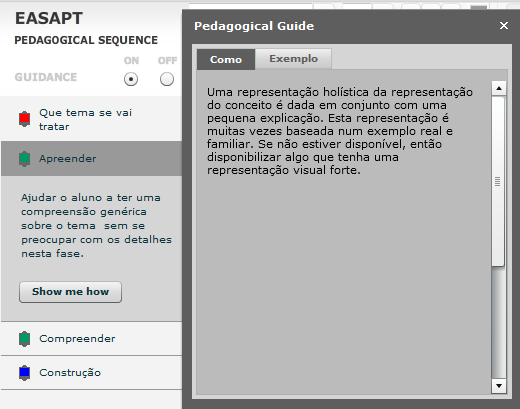 EASAPT
PEDAGOGICAL SEQUENCE
ON OFF
GUIDANCE
Que tema se vai
tratar
Apreender
Ajudar o aluno a ter uma
compreensão genérica
sobre o tema sem se
preocupar com os detalhes
nesta fase.
Show me how
Compreender
Construção
Pedagogical Guide
Como
Exemplo
Uma representação holística da representação
do conceito é dada em conjunto com uma
pequena explicação. Esta representação é
muitas vezes baseada num exemplo real e
familiar. Se não estiver disponível, então
disponibilizar algo que tenha uma
representação visual forte.